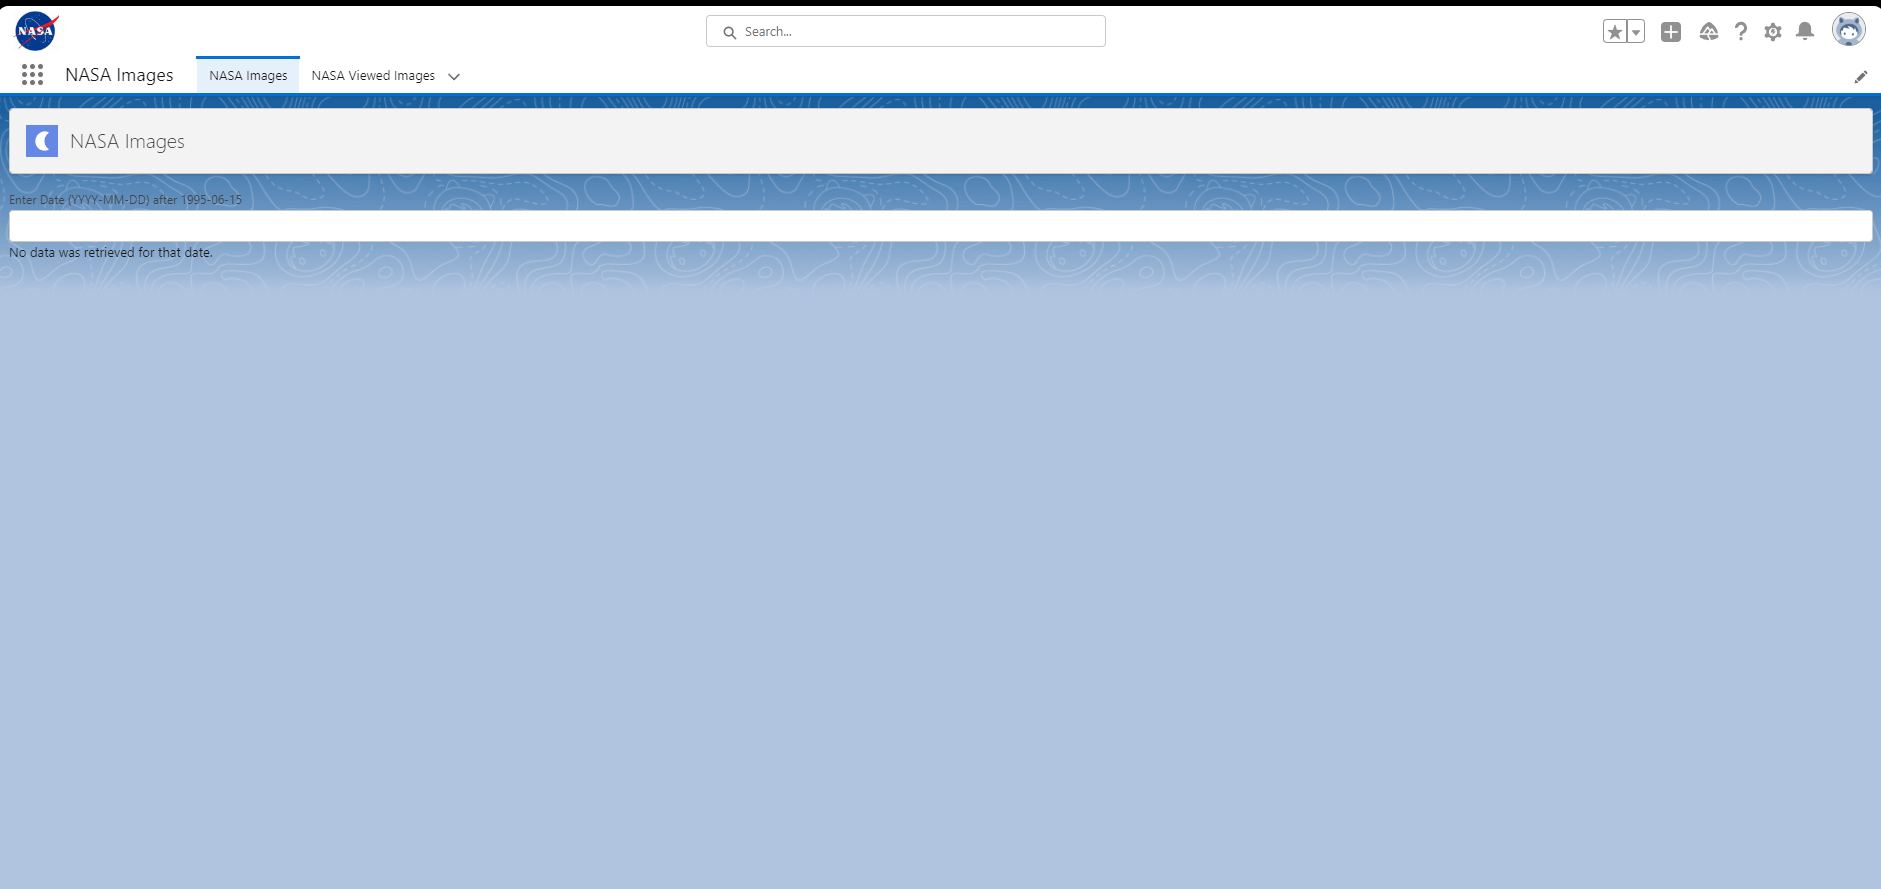 NASA
Search...
NASA Images
NASA Images
NASA Viewed Images
NASA Images
Enter Date (YYYY-MM-DD) after 1995-06-15
No data was retrieved for that date.